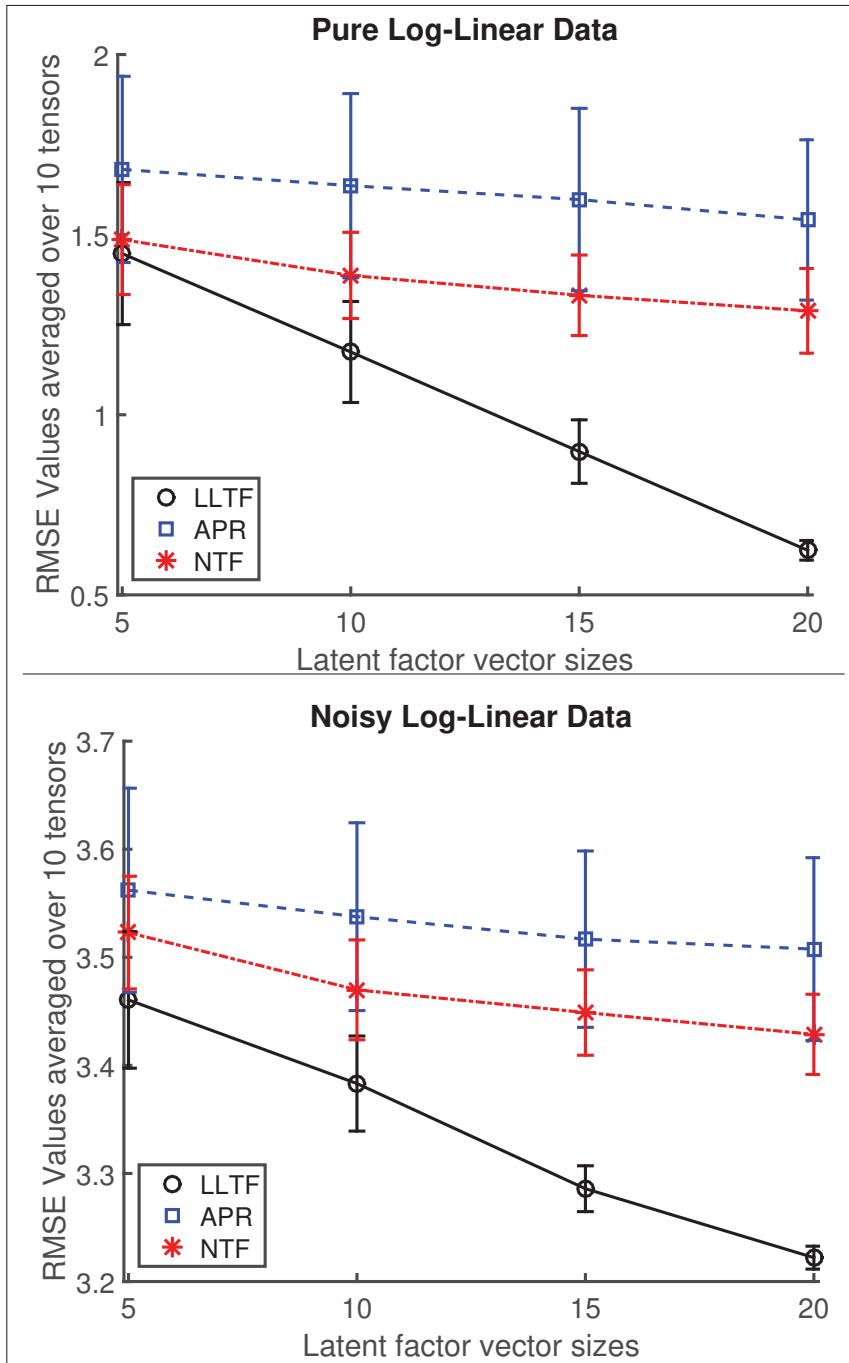 Pure Log-Linear Data
RMSE Values averaged over 10 tensors
2
1.5
1
0.5
LLTF
APR
NTF
5
10
15
20
Latent factor vector sizes
Noisy Log-Linear Data
RMSE Values averaged over 10 tensors
3.7
3.6
3.5
3.4
3.3
3.2
LLTF
APR
NTF
5
10
15
20
Latent factor vector sizes